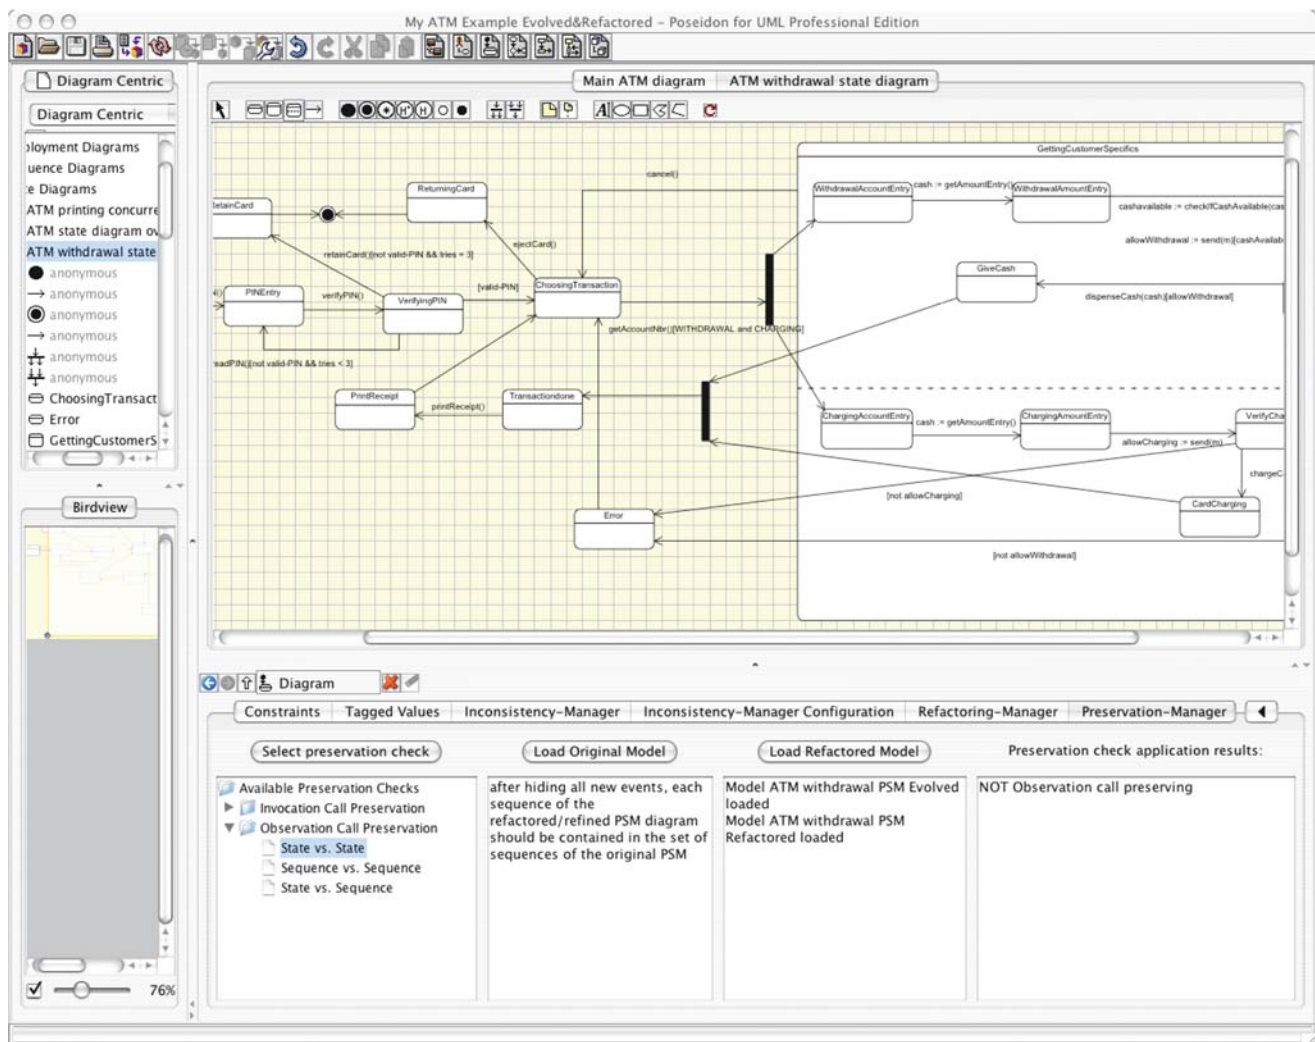 My ATM Example Evolved&Refactored – Poseidon for UML Professional Edition
Diagram Centric
Main ATM diagram
ATM withdrawal state diagram
Diagram Centric
ployment Diagrams
uence Diagrams
e Diagrams
ATM printing concurre
ATM state diagram ov
ATM withdrawal state
anonymous
anonymous
anonymous
anonymous
anonymous
anonymous
ChoosingTransact
Error
GettingCustomerS
GettingCustomerSpecifics
cancel()
ReturningCard
RetainCard
WithdrawalAccountEntry
cash := getAmountEntry()
WithdrawalAmountEntry
cashavailable := checkIfCashAvailable(cas
allowWithdrawal := send(m)[cashAvailab
ejectCard()
retainCard()[not valid-PIN && tries = 3]
GiveCash
[valid-PIN]
ChoosingTransaction
N()
PINEntry
verifyPIN()
VerifyingPIN
dispenseCash(cash)[allowWithdrawal]
getAccountNbr()[WITHDRAWAL and CHARGING]
eadPIN()[not valid-PIN && tries < 3]
PrintReceipt
printReceipt()
Transactiondone
ChargingAccountEntry
cash := getAmountEntry()
ChargingAmountEntry
allowCharging := send(m)
VerifyCha
chargeC
[not allowCharging]
CardCharging
Error
[not allowWithdrawal]
Birdview
76%
Diagram
Constraints
Tagged Values
Inconsistency-Manager
Inconsistency-Manager Configuration
Refactoring-Manager
Preservation-Manager
Select preservation check
Load Original Model
Load Refactored Model
Preservation check application results:
Available Preservation Checks
Invocation Call Preservation
Observation Call Preservation
State vs. State
Sequence vs. Sequence
State vs. Sequence
after hiding all new events, each
sequence of the
refactored/refined PSM diagram
should be contained in the set of
sequences of the original PSM
Model ATM withdrawal PSM Evolved
loaded
Model ATM withdrawal PSM
Refactored loaded
NOT Observation call preserving